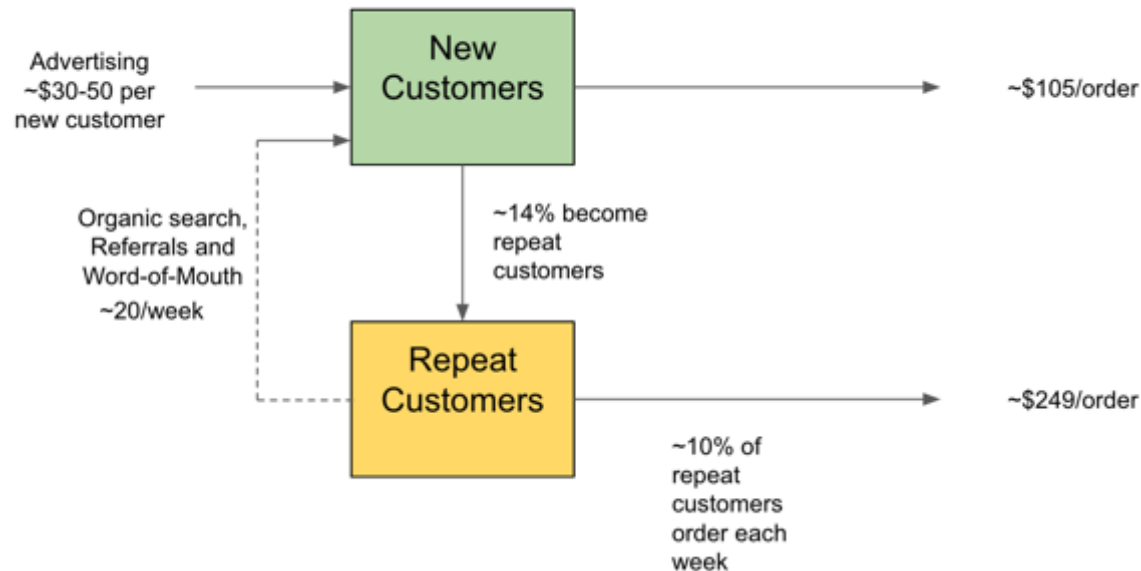 New
Customers
Advertising
~$30-50 per
new customer
~$105/order
Organic search,
Referrals and
Word-of-Mouth
~20/week
~14% become
repeat
customers
Repeat
Customers
~$249/order
~10% of
repeat
customers
order each
week